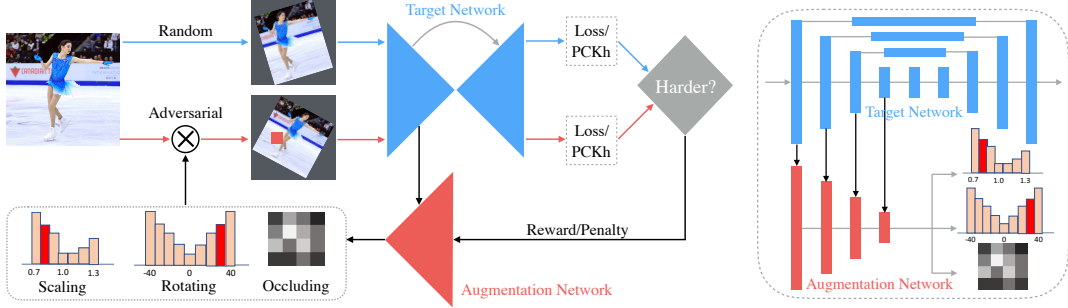 Random
Adversarial
CANADIAN TI
Target Network
Loss/
PCKh
Loss/
PCKh
Harder?
Reward/Penalty
Augmentation Network
0.7 1.0 1.3
Scaling
-40 0 40
Rotating
Occluding
Target Network
0.7 1.0 1.3
-40 0 40
Augmentation Network